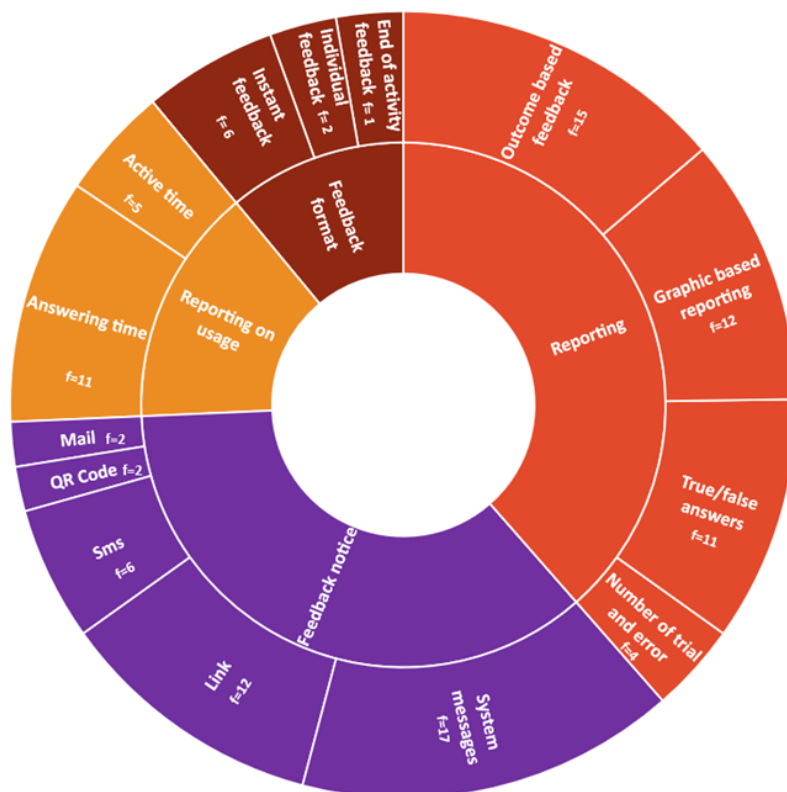 End of activity
feedback f= 1
Individual
feedback f= 2
Instant
feedback
f= 6
Feedback
format
Outcome based
feedback
f=15
Graphic based
reporting
f=12
Reporting
True/false
answers
f=11
Number of trial
and error
f=4
System
messages
f=17
Feedback notice
Link
f=12
Sms
f=6
QR Code f=2
Mail f=2
Answering time
f=11
Active time
f=5
Reporting on
usage